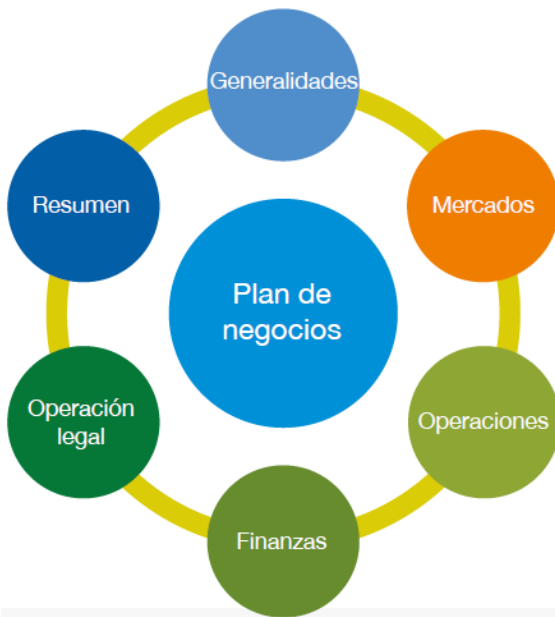 Generalidades
Resumen
Mercados
Plan de
negocios
Operación
legal
Operaciones
Finanzas